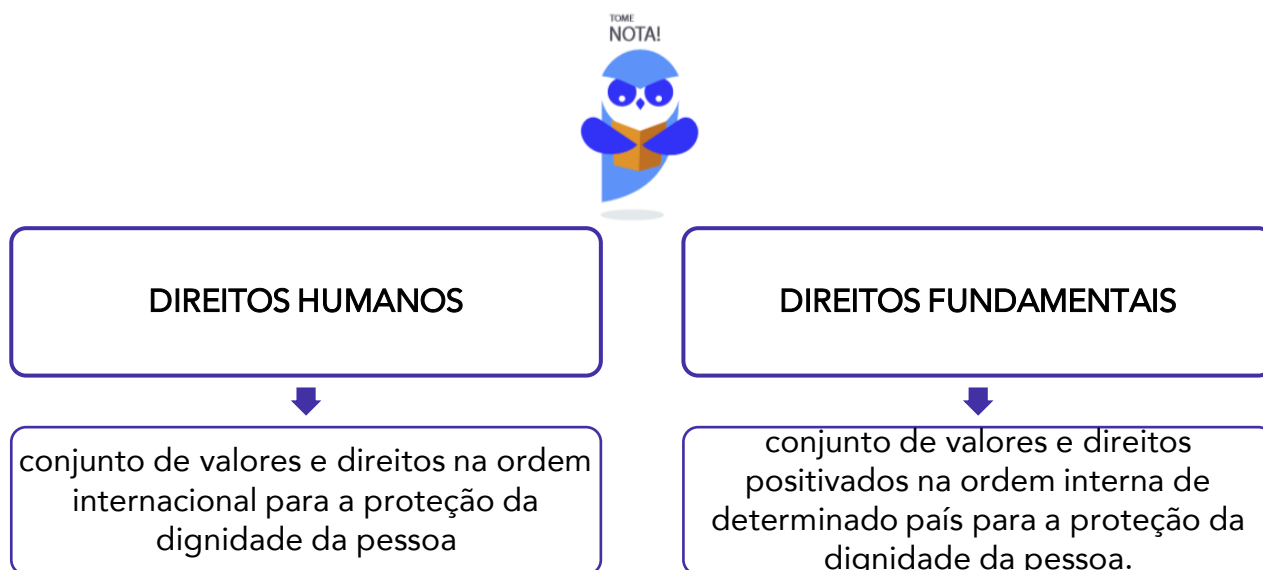 TOME
NOTA!
DIREITOS HUMANOS
DIREITOS FUNDAMENTAIS
conjunto de valores e direitos na ordem
internacional para a proteção da
dignidade da pessoa
conjunto de valores e direitos
positivados na ordem interna de
determinado país para a proteção da
dignidade da pessoa.